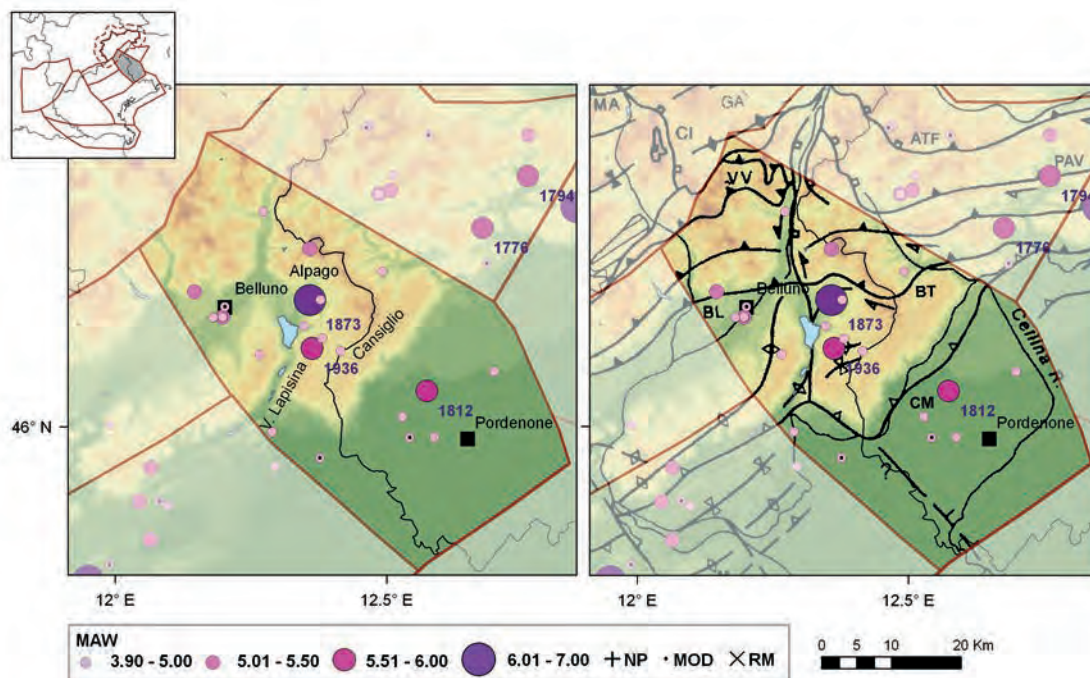 Belluno
Alpago
1873
Cansiglio
1936
V. Lapisina
1812
Pordenone
1794
1776
46° N
12° E
12.5° E
MA
CI
GA
ATF
PAV
VV
1794
1776
Belluno
BL
BT
1873
1936
Cellina R.
CM
1812
Pordenone
12° E
12.5° E
MAW
3.90 - 5.00 5.01 - 5.50 5.51 - 6.00 6.01 - 7.00 NP MOD RM
0 5 10 20 Km